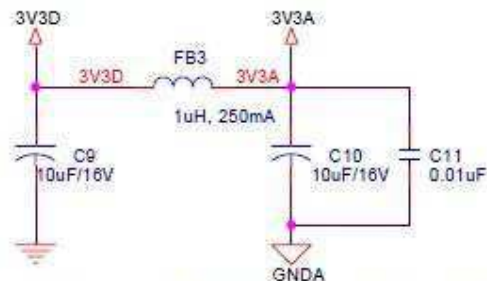 3V3D
3V3A
FB3
3V3D
3V3A
1uH, 250mA
C9
10uF/16V
C10
10uF/16V
C11
0.01uF
GNDA